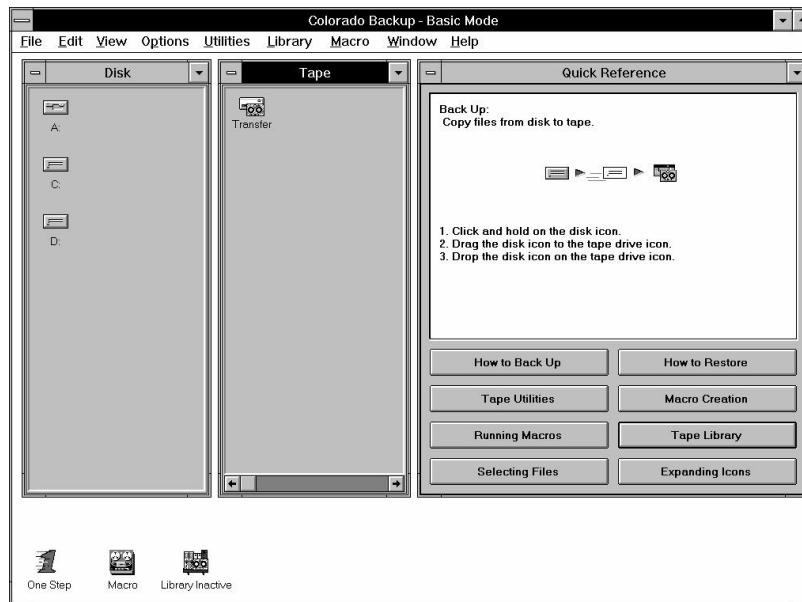 Colorado Backup - Basic Mode
File Edit View Options Utilities Library Macro Window Help
Disk
A:
C:
D:
Tape
Transfer
Quick Reference
Back Up:
Copy files from disk to tape.
1. Click and hold on the disk icon.
2. Drag the disk icon to the tape drive icon.
3. Drop the disk icon on the tape drive icon.
How to Back Up How to Restore
Tape Utilities Macro Creation
Running Macros Tape Library
Selecting Files Expanding Icons
One Step Macro Library Inactive